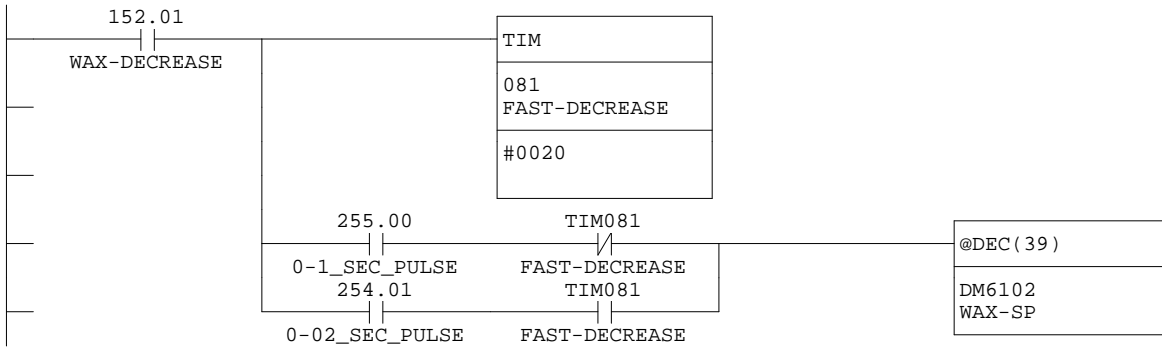 152.01
WAX-DECREASE
TIM
081
FAST-DECREASE
#0020
255.00
0-1_SEC_PULSE
TIM081
FAST-DECREASE
254.01
0-02_SEC_PULSE
TIM081
FAST-DECREASE
@DEC(39)
DM6102
WAX-SP